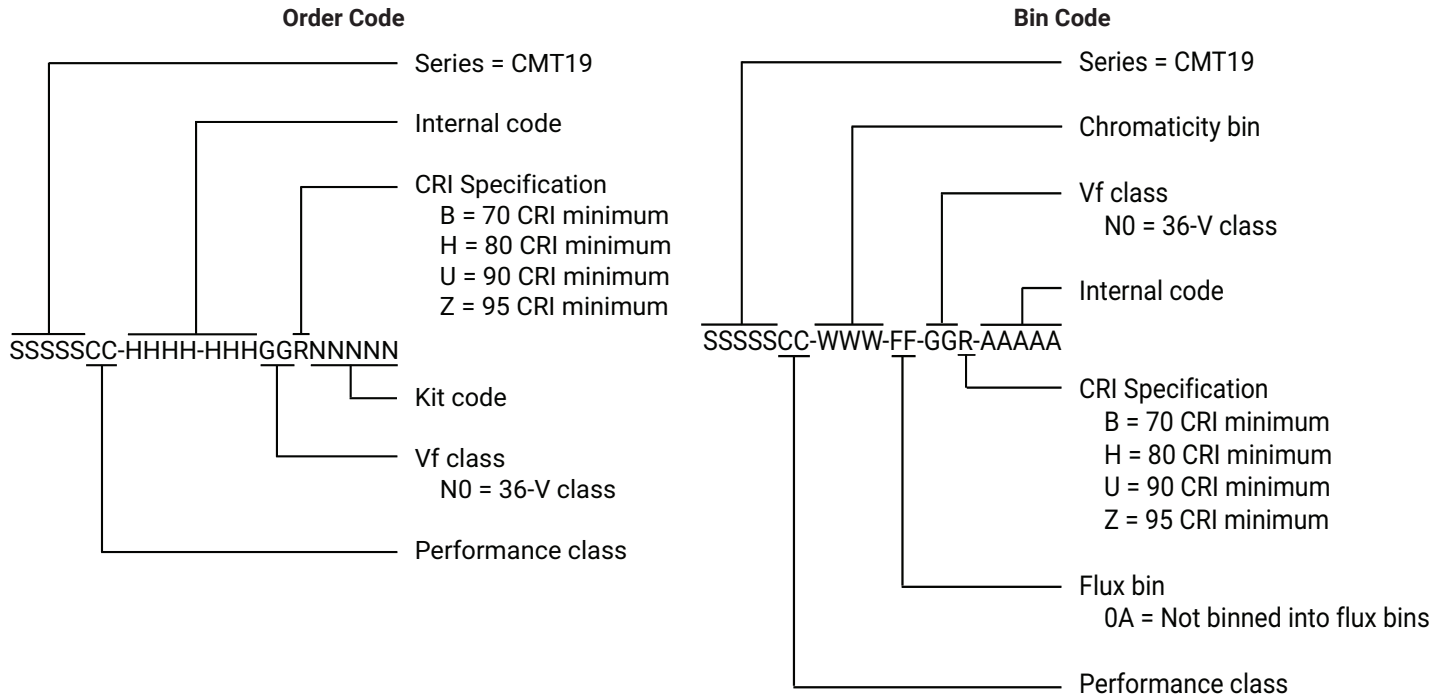 Order Code
Series = CMT19
Internal code
CRI Specification
B = 70 CRI minimum
H = 80 CRI minimum
U = 90 CRI minimum
Z = 95 CRI minimum
SSSSSCC-HHHH-HHHGGRNNNNN
Kit code
Vf class
N0 = 36-V class
Performance class
Bin Code
Series = CMT19
Chromaticity bin
Vf class
N0 = 36-V class
Internal code
SSSSSCC-WWW-FF-GGR-AAAAA
CRI Specification
B = 70 CRI minimum
H = 80 CRI minimum
U = 90 CRI minimum
Z = 95 CRI minimum
Flux bin
0A = Not binned into flux bins
Performance class